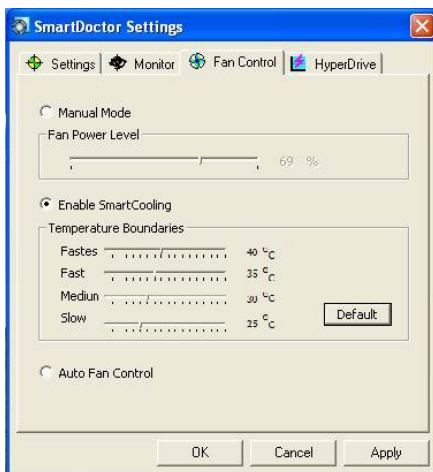 SmartDoctor Settings
Settings Monitor Fan Control HyperDrive
Manual Mode
Fan Power Level
69 %
Enable SmartCooling
Temperature Boundaries
Fastes 40 °C
Fast 35 °C
Mediun 30 °C
Slow 25 °C
Default
Auto Fan Control
OK Cancel Apply